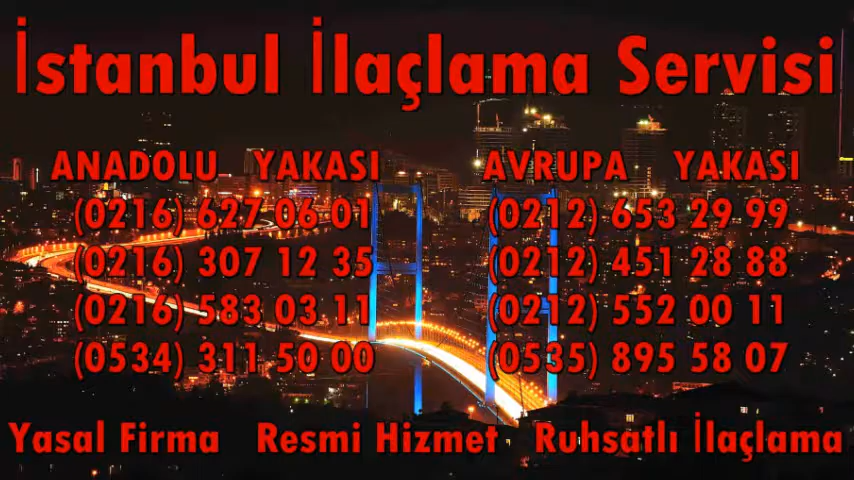 İstanbul İlaçlama Servisi
ANADOLU YAKASI
(0216) 627 06 01
(0216) 307 12 35
(0216) 583 03 11
(0534) 311 50 00
AVRUPA YAKASI
(0212) 653 29 99
(0212) 451 28 88
(0212) 552 00 11
(0535) 895 58 07
Yasal Firma Resmi Hizmet Ruhsatlı İlaçlama